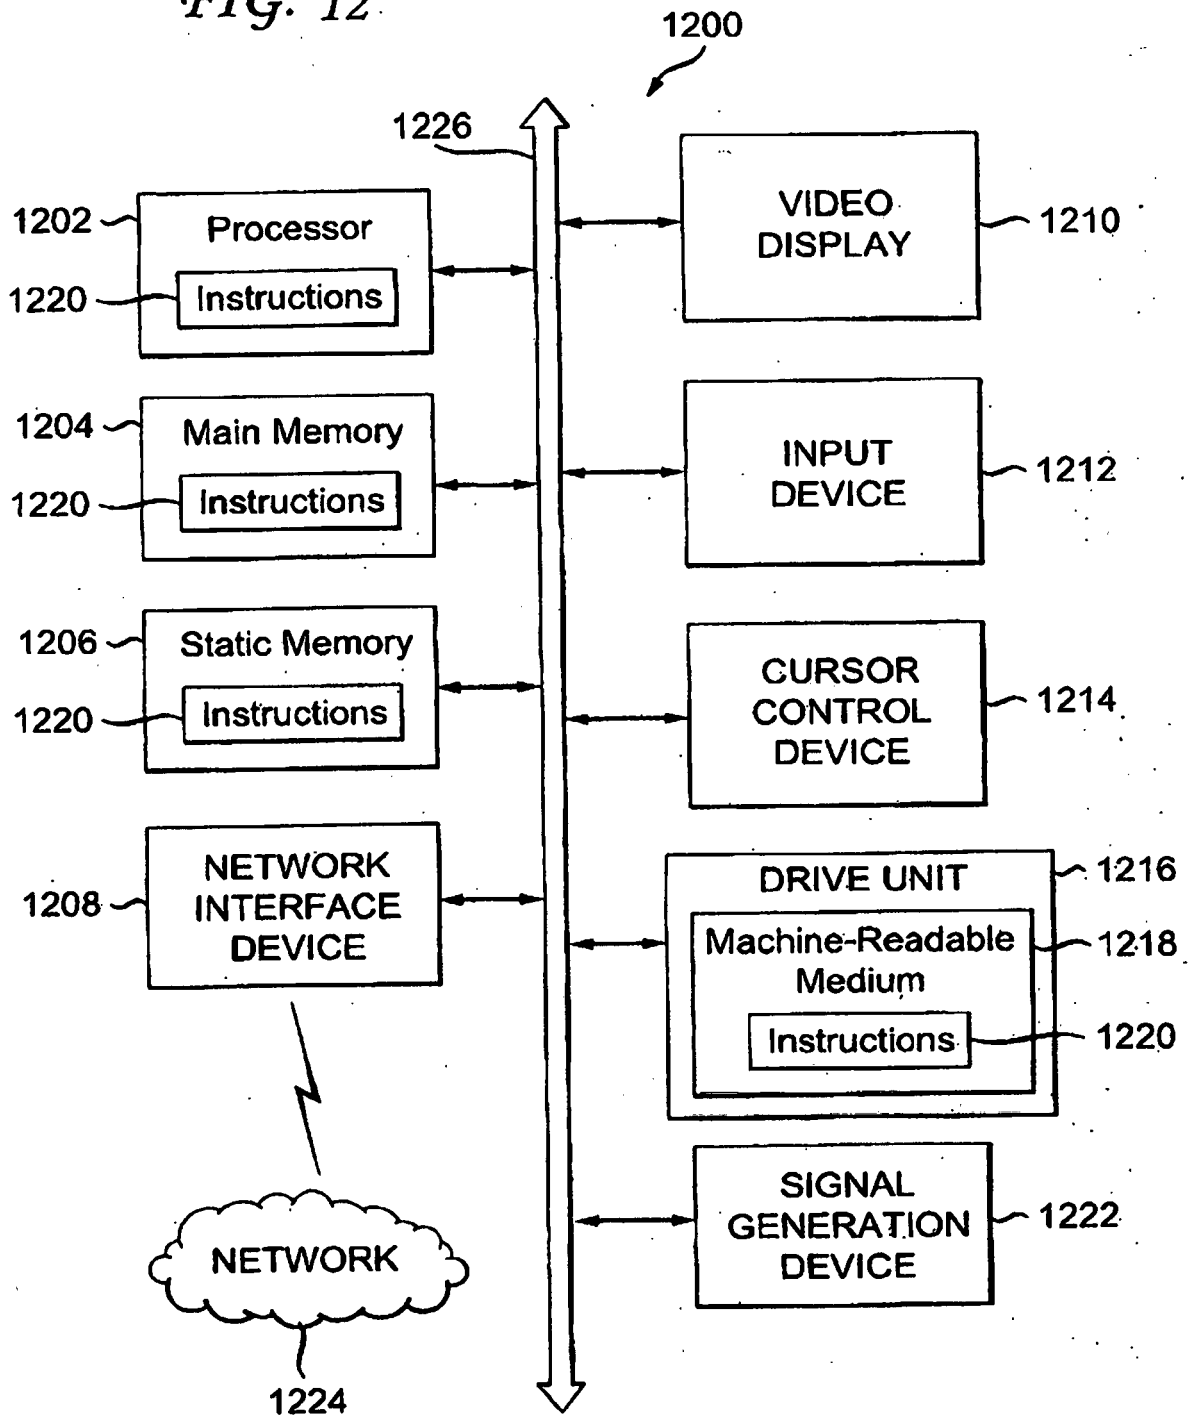 FIG. 12
1200
1226
1202
Processor
1220
Instructions
1204
Main Memory
1220
Instructions
1206
Static Memory
1220
Instructions
1208
NETWORK
INTERFACE
DEVICE
NETWORK
1224
VIDEO
DISPLAY
1210
INPUT
DEVICE
1212
CURSOR
CONTROL
DEVICE
1214
DRIVE UNIT
1216
Machine-Readable
Medium
1218
Instructions
1220
SIGNAL
GENERATION
DEVICE
1222